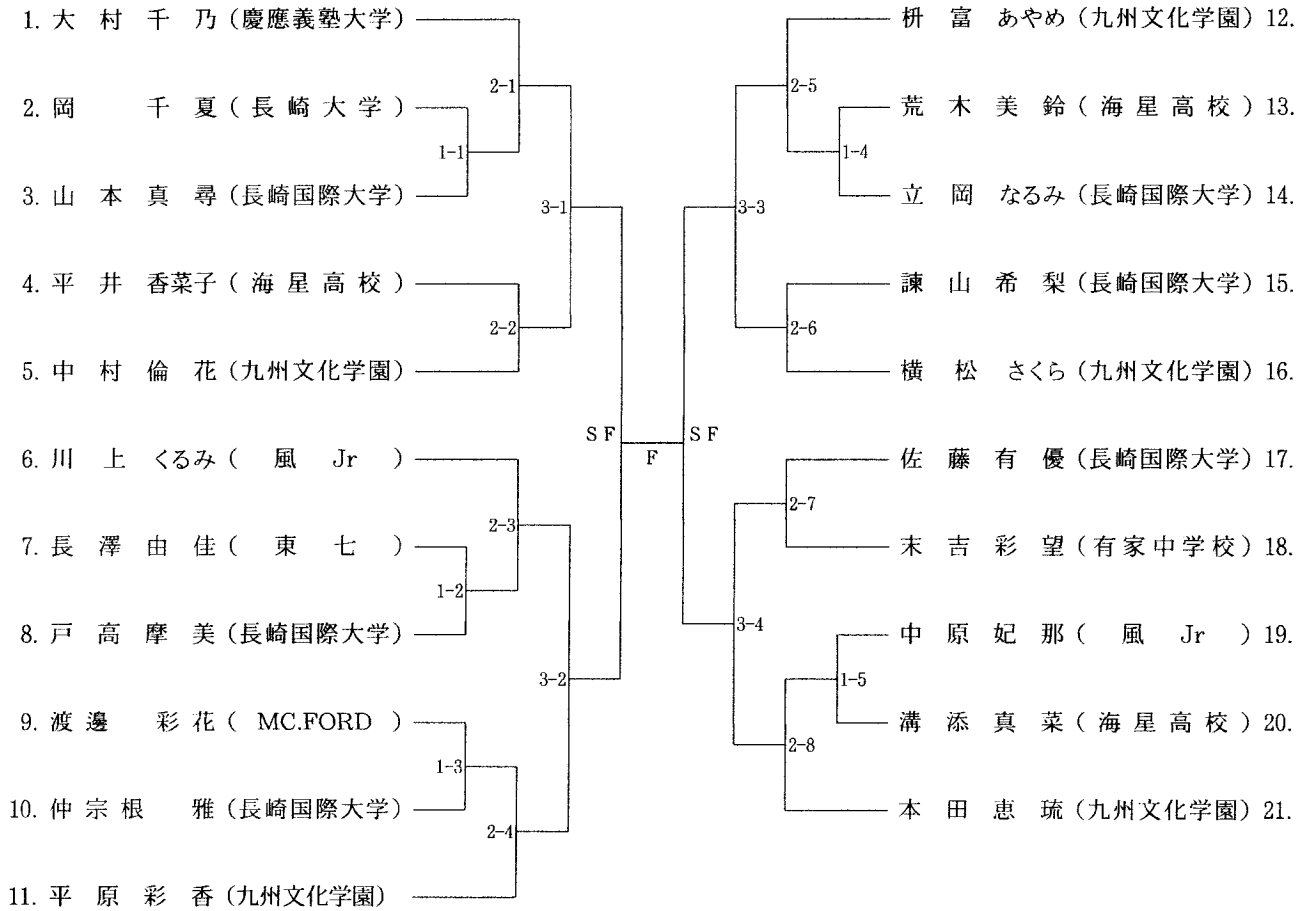 1. 大村千乃(慶應義塾大学)
2. 岡 千夏(長崎大学)
3. 山本真尋(長崎国際大学)
4. 平井香菜子(海星高校)
5. 中村倫花(九州文化学園)
6. 川上くるみ(風 Jr)
7. 長澤由佳(東七)
8. 戸高摩美(長崎国際大学)
9. 渡邊彩花(MC.FORD)
10. 仲宗根 雅(長崎国際大学)
11. 平原彩香(九州文化学園)
2-1
1-1
3-1
2-2
2-3
1-2
3-2
1-3
2-4
SF
F
SF
枡富あやめ(九州文化学園)12.
荒木美鈴(海星高校)13.
立岡なるみ(長崎国際大学)14.
諫山希梨(長崎国際大学)15.
横松さくら(九州文化学園)16.
佐藤有優(長崎国際大学)17.
末吉彩望(有家中学校)18.
中原妃那(風 Jr)19.
溝添真菜(海星高校)20.
本田恵琉(九州文化学園)21.
2-5
1-4
3-3
2-6
2-7
3-4
1-5
2-8